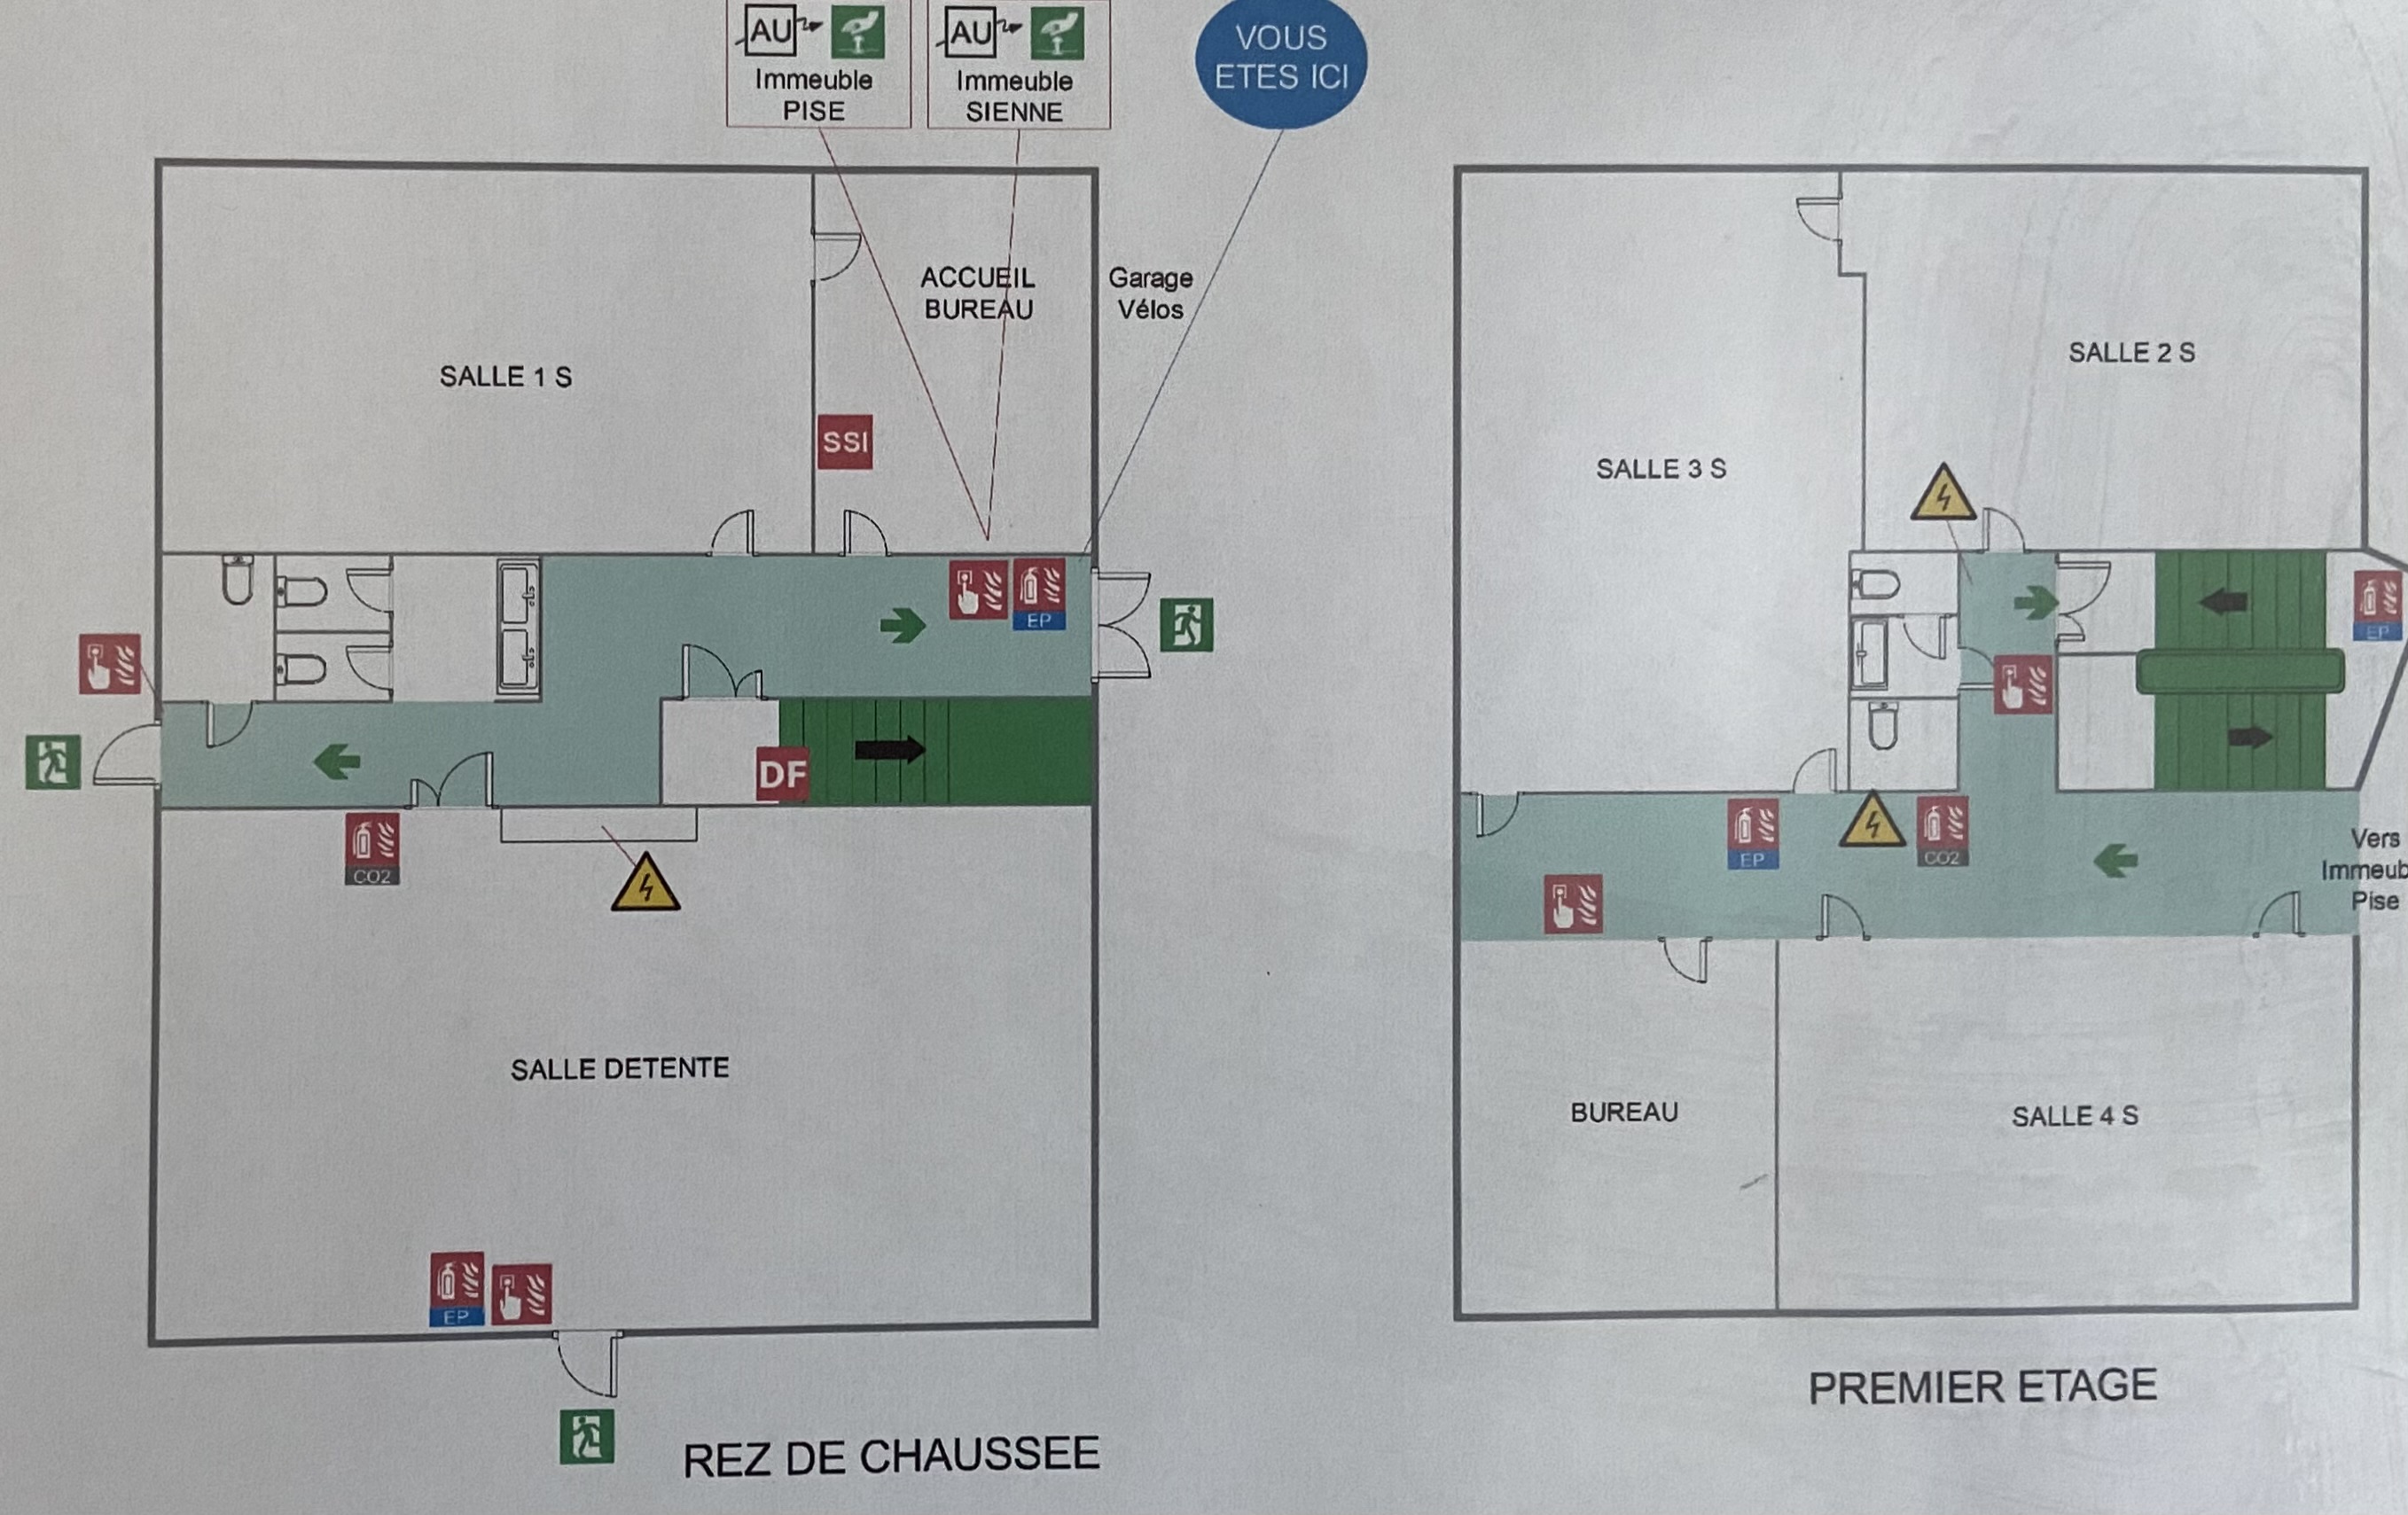 AU
Immeuble
PISE
AU
Immeuble
SIENNE
VOUS
ETES ICI
SALLE 1 S
ACCUEIL
BUREAU
Garage
Vélos
SSI
EP
DF
CO2
SALLE DETENTE
EP
REZ DE CHAUSSEE
SALLE 2 S
SALLE 3 S
EP
EP
CO2
Vers
Immeub
Pise
BUREAU
SALLE 4 S
PREMIER ETAGE